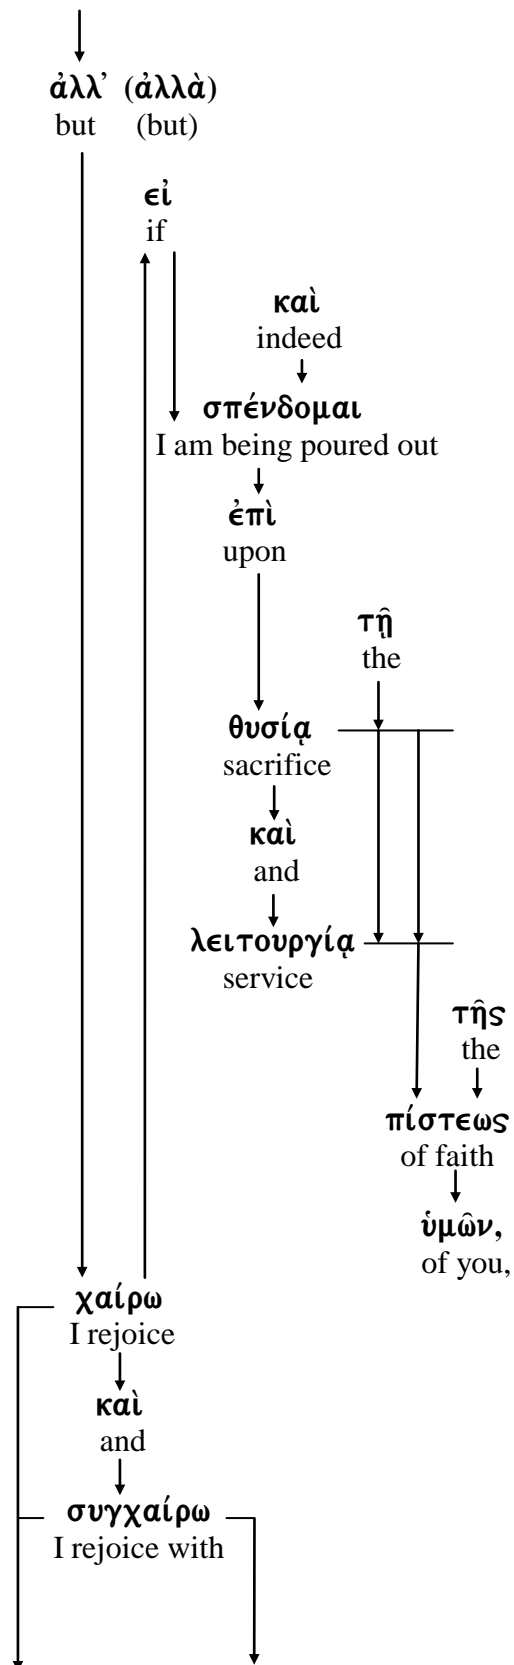 ἀλλ’ (ἀλλὰ)
but (but)
εἰ
if
καὶ
indeed
σπένδομαι
I am being poured out
ἐπὶ
upon
τῇ
the
θυσίᾳ
sacrifice
καὶ
and
λειτουργίᾳ
service
τῆς
the
πίστεως
of faith
ὑμῶν,
of you,
χαίρω
I rejoice
καὶ
and
συγχαίρω
I rejoice with